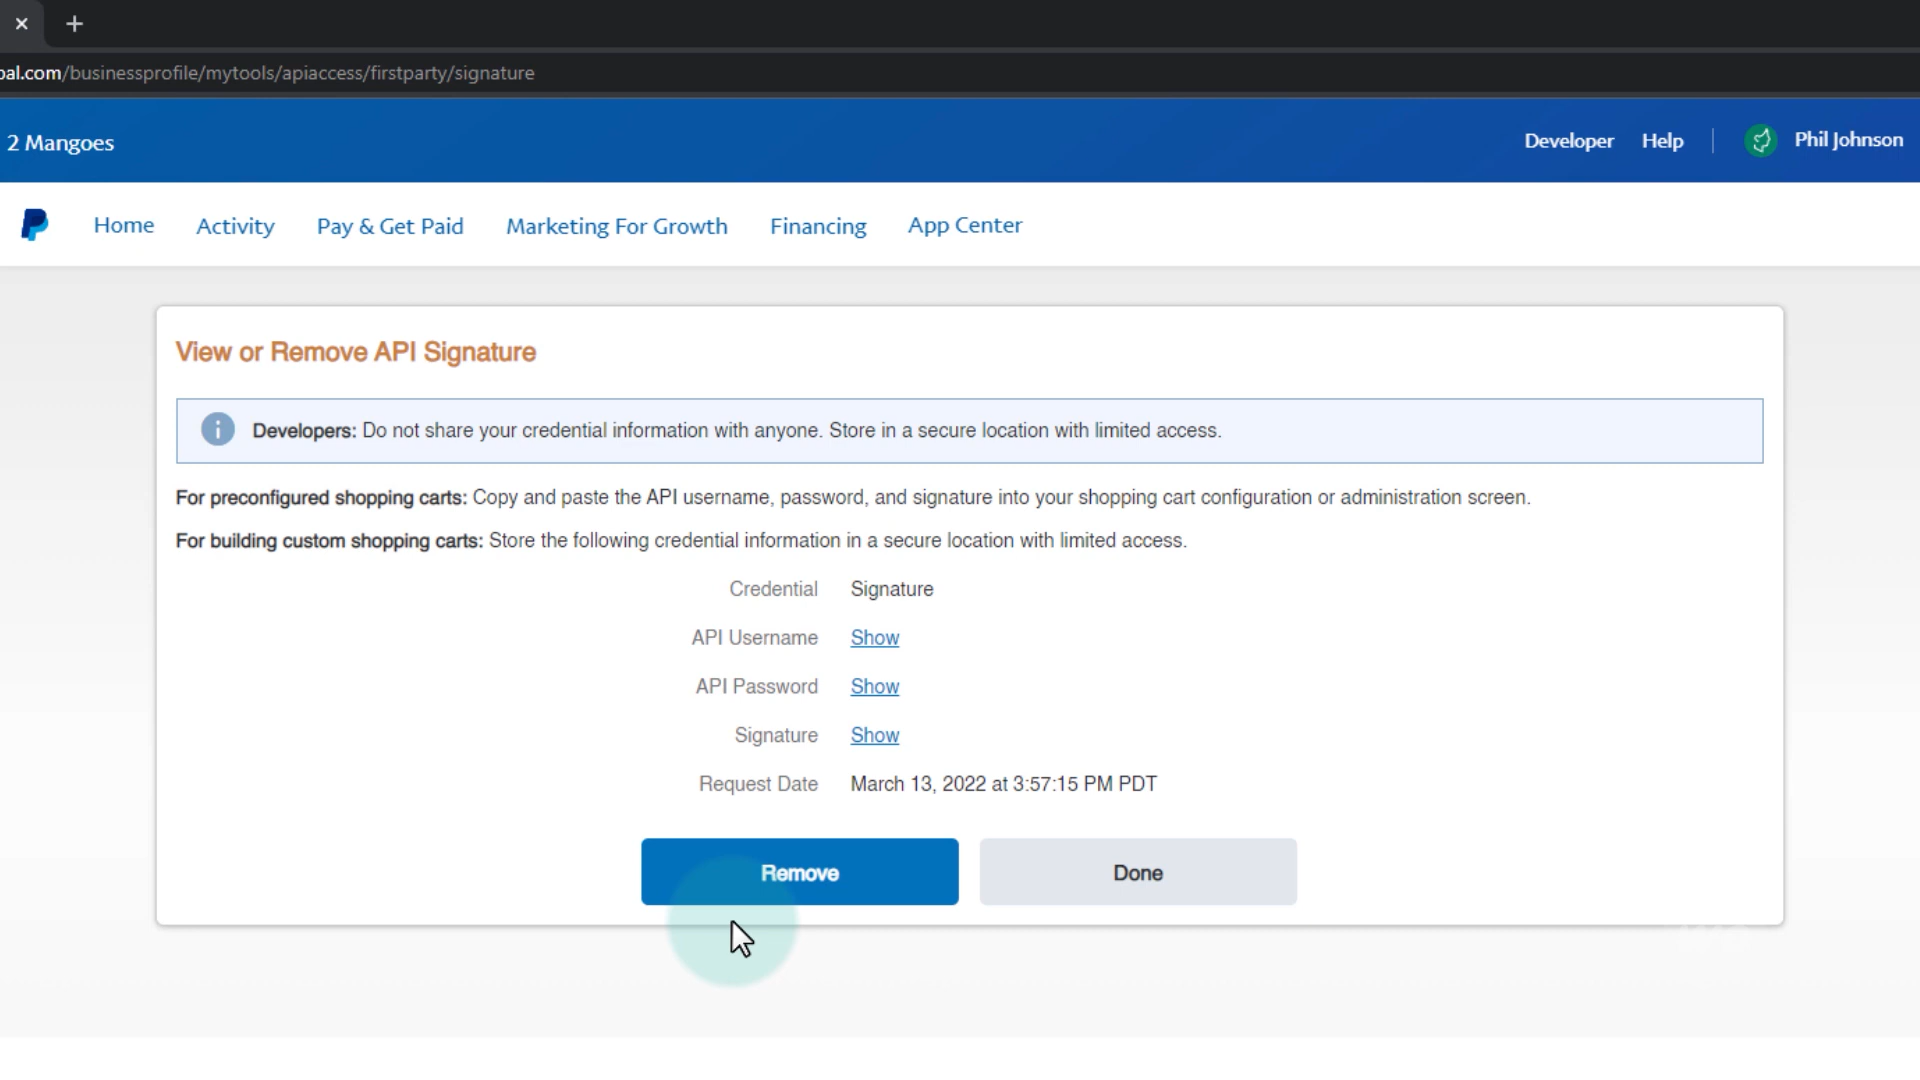 pal.com/businessprofile/mytools/apiaccess/firstparty/signature
2 Mangoes
Developer Help Phil Johnson
Home Activity Pay & Get Paid Marketing For Growth Financing App Center
View or Remove API Signature
Developers: Do not share your credential information with anyone. Store in a secure location with limited access.
For preconfigured shopping carts: Copy and paste the API username, password, and signature into your shopping cart configuration or administration screen.
For building custom shopping carts: Store the following credential information in a secure location with limited access.
Credential Signature
API Username Show
API Password Show
Signature Show
Request Date March 13, 2022 at 3:57:15 PM PDT
Remove Done